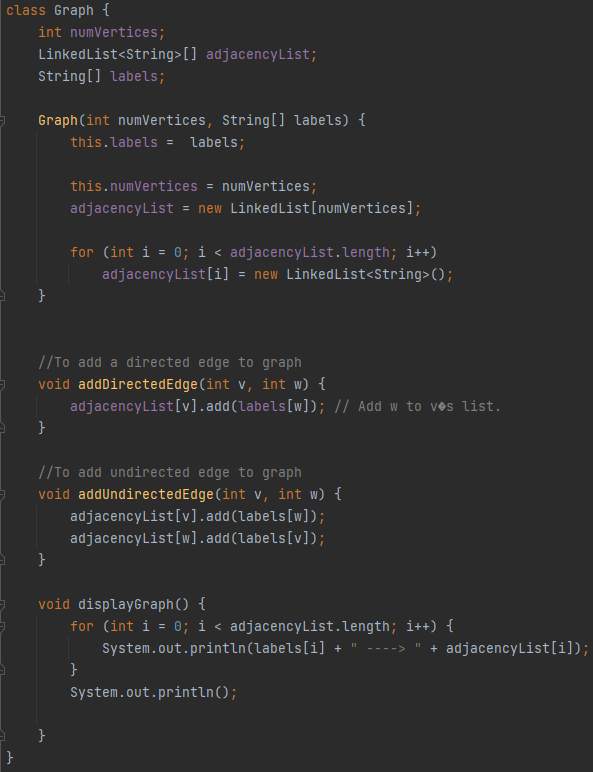 class Graph {
    int numVertices;
    LinkedList<String>[] adjacencyList;
    String[] labels;

    Graph(int numVertices, String[] labels) {
        this.labels =  labels;

        this.numVertices = numVertices;
        adjacencyList = new LinkedList[numVertices];

        for (int i = 0; i < adjacencyList.length; i++)
            adjacencyList[i] = new LinkedList<String>();
    }


    //To add a directed edge to graph
    void addDirectedEdge(int v, int w) {
        adjacencyList[v].add(labels[w]); // Add w to v�s list.
    }

    //To add undirected edge to graph
    void addUndirectedEdge(int v, int w) {
        adjacencyList[v].add(labels[w]);
        adjacencyList[w].add(labels[v]);
    }

    void displayGraph() {
        for (int i = 0; i < adjacencyList.length; i++) {
            System.out.println(labels[i] + " ----> " + adjacencyList[i]);
        }
        System.out.println();

    }
}